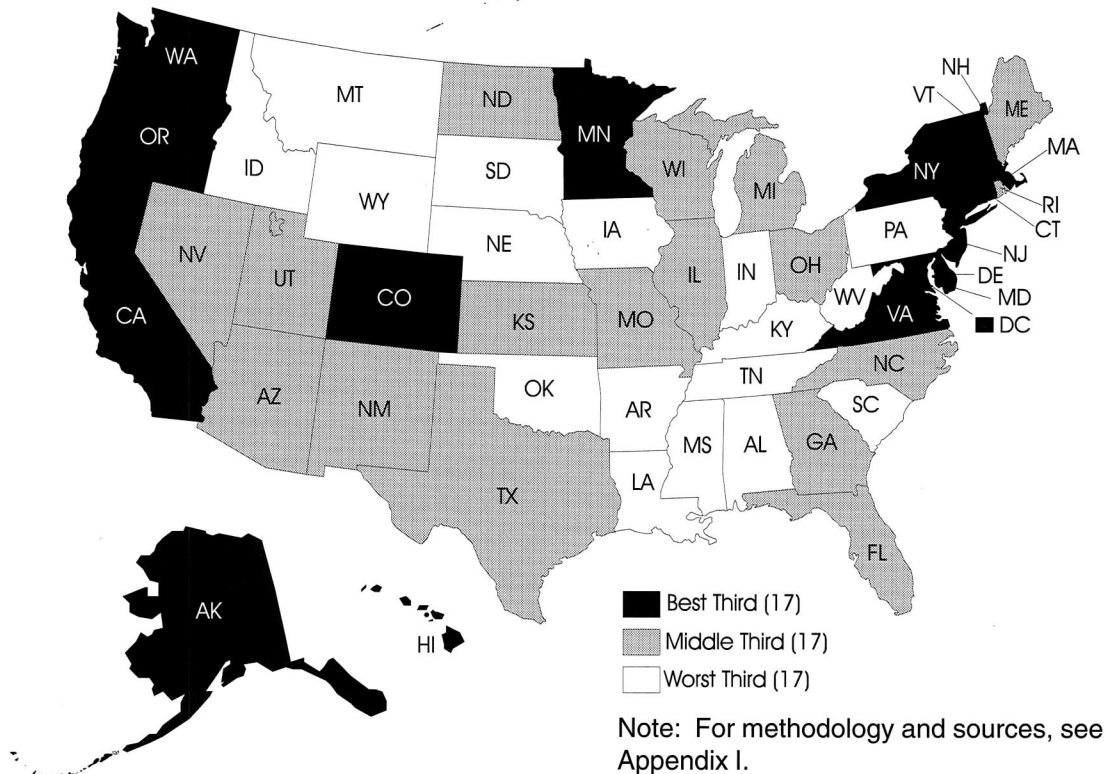 WA
MT
ND
MN
NH
VT
ME
OR
ID
SD
WI
MI
NY
MA
WY
IA
PA
RI
CT
NV
NE
IN
OH
NJ
UT
CO
IL
WV
DE
MD
CA
KS
MO
KY
VA
DC
AZ
NM
OK
TN
NC
AR
SC
MS
AL
GA
LA
TX
FL
AK
HI
Best Third (17)
Middle Third (17)
Worst Third (17)
Note: For methodology and sources, see
Appendix I.